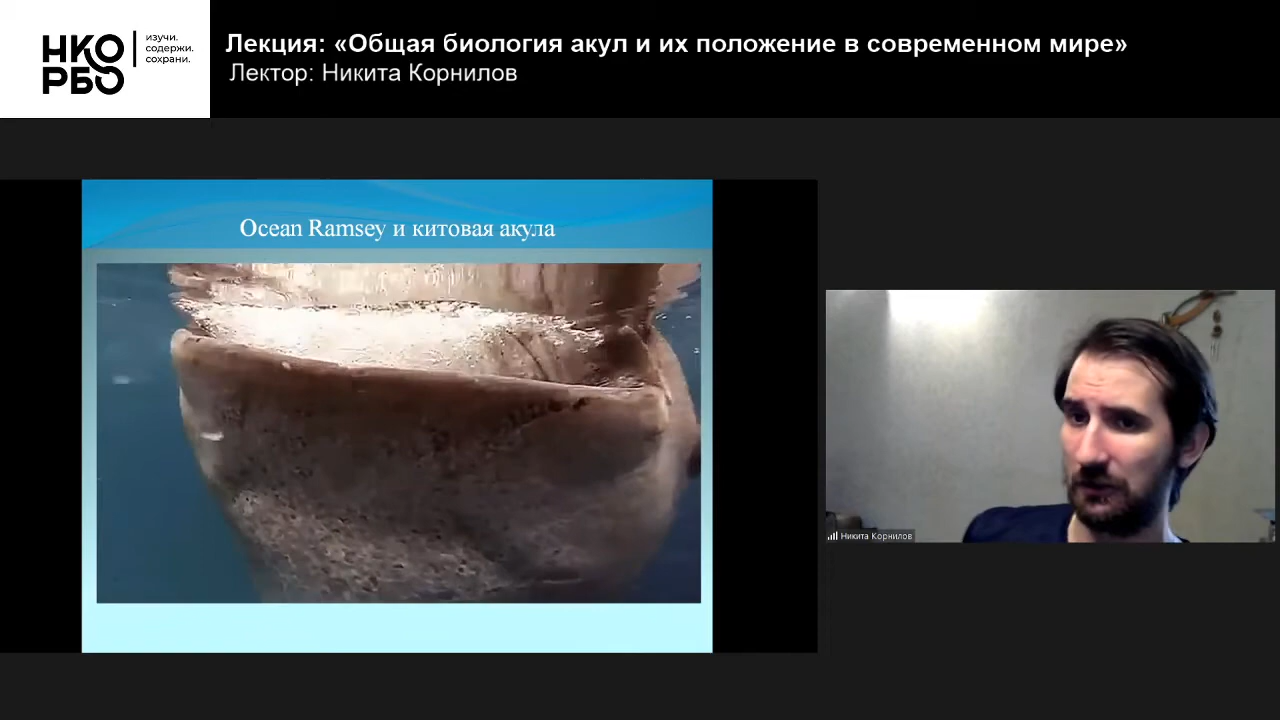 НКО
РБО
изучи.
содержи.
сохрани.
Лекция: «Общая биология акул и их положение в современном мире»
Лектор: Никита Корнилов
Ocean Ramsey и китовая акула
Никита Корнилов